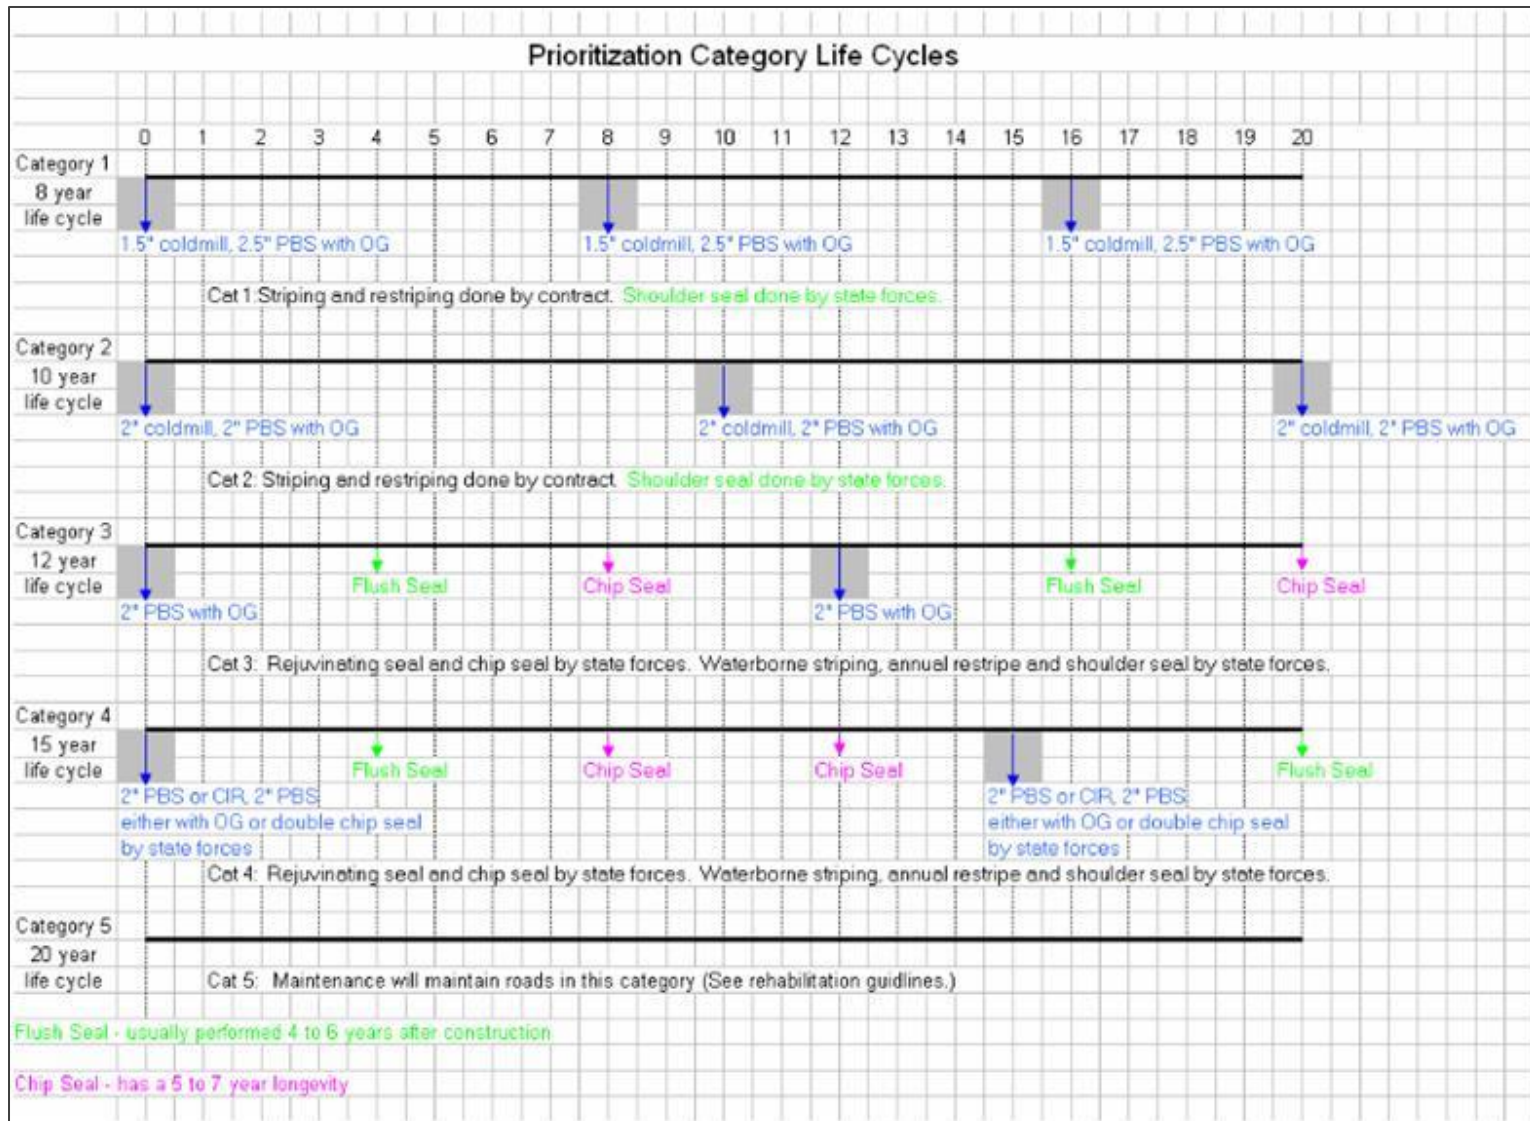 Prioritization Category Life Cycles
0 1 2 3 4 5 6 7 8 9 10 11 12 13 14 15 16 17 18 19 20
Category 1
8 year
life cycle
1.5" coldmill, 2.5" PBS with OG 1.5" coldmill, 2.5" PBS with OG 1.5" coldmill, 2.5" PBS with OG
Cat 1:Striping and restriping done by contract. Shoulder seal done by state forces.
Category 2
10 year
life cycle
2" coldmill, 2" PBS with OG 2" coldmill, 2" PBS with OG 2" coldmill, 2" PBS with OG
Cat 2: Striping and restriping done by contract. Shoulder seal done by state forces.
Category 3
12 year
life cycle Flush Seal Chip Seal Flush Seal Chip Seal
2" PBS with OG 2" PBS with OG
Cat 3: Rejuvinating seal and chip seal by state forces. Waterborne striping, annual restripe and shoulder seal by state forces.
Category 4
15 year
life cycle Flush Seal Chip Seal Chip Seal Flush Seal
2" PBS or CIR, 2" PBS 2" PBS or CIR, 2" PBS
either with OG or double chip seal either with OG or double chip seal
by state forces by state forces
Cat 4: Rejuvinating seal and chip seal by state forces. Waterborne striping, annual restripe and shoulder seal by state forces.
Category 5
20 year
life cycle Cat 5: Maintenance will maintain roads in this category (See rehabilitation guidlines.)
Flush Seal - usually performed 4 to 6 years after construction
Chip Seal - has a 5 to 7 year longevity